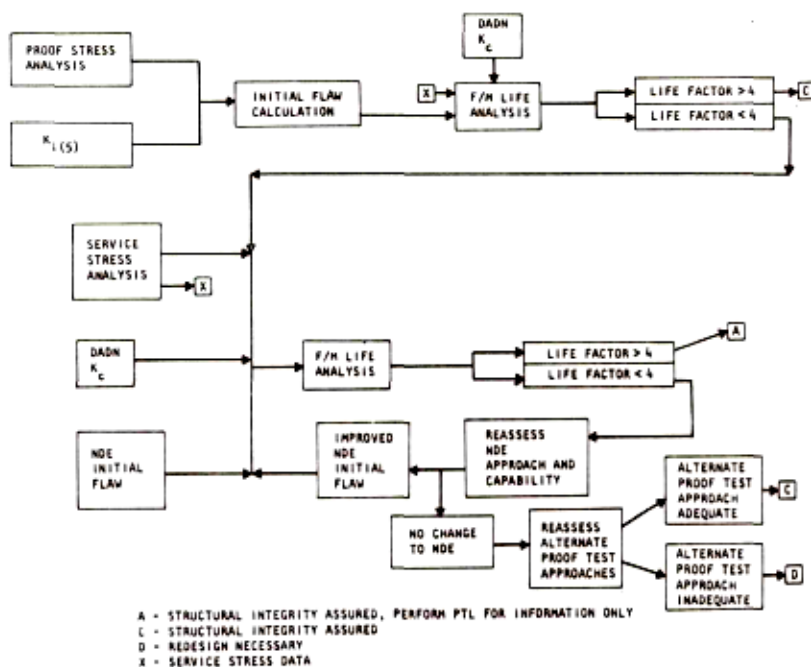 DADN
Kc
PROOF STRESS
ANALYSIS
Ki(S)
INITIAL FLAW
CALCULATION
X
F/M LIFE
ANALYSIS
LIFE FACTOR >4
LIFE FACTOR <4
C
SERVICE
STRESS
ANALYSIS
X
DADN
Kc
F/M LIFE
ANALYSIS
LIFE FACTOR >4
LIFE FACTOR <4
A
NDE
INITIAL
FLAW
IMPROVED
NDE
INITIAL
FLAW
REASSESS
NDE
APPROACH AND
CAPABILITY
NO CHANGE
TO NDE
REASSESS
ALTERNATE
PROOF TEST
APPROACHES
ALTERNATE
PROOF TEST
APPROACH
ADEQUATE
C
ALTERNATE
PROOF TEST
APPROACH
INADEQUATE
D
A - STRUCTURAL INTEGRITY ASSURED, PERFORM PTL FOR INFORMATION ONLY
C - STRUCTURAL INTEGRITY ASSURED
D - REDESIGN NECESSARY
X - SERVICE STRESS DATA